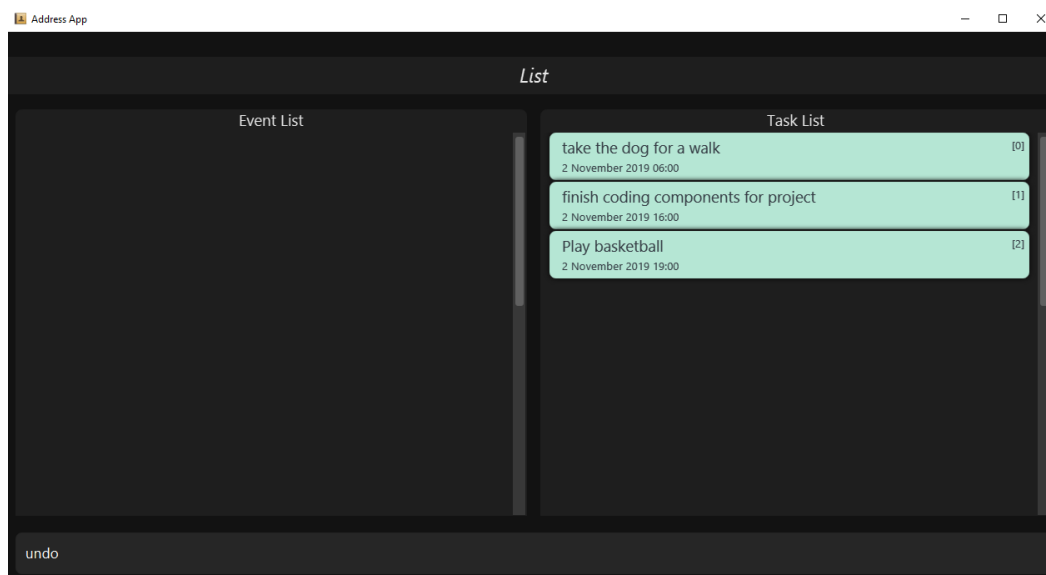 Address App
List
Event List
Task List
take the dog for a walk [0]
2 November 2019 06:00
finish coding components for project [1]
2 November 2019 16:00
Play basketball [2]
2 November 2019 19:00
undo